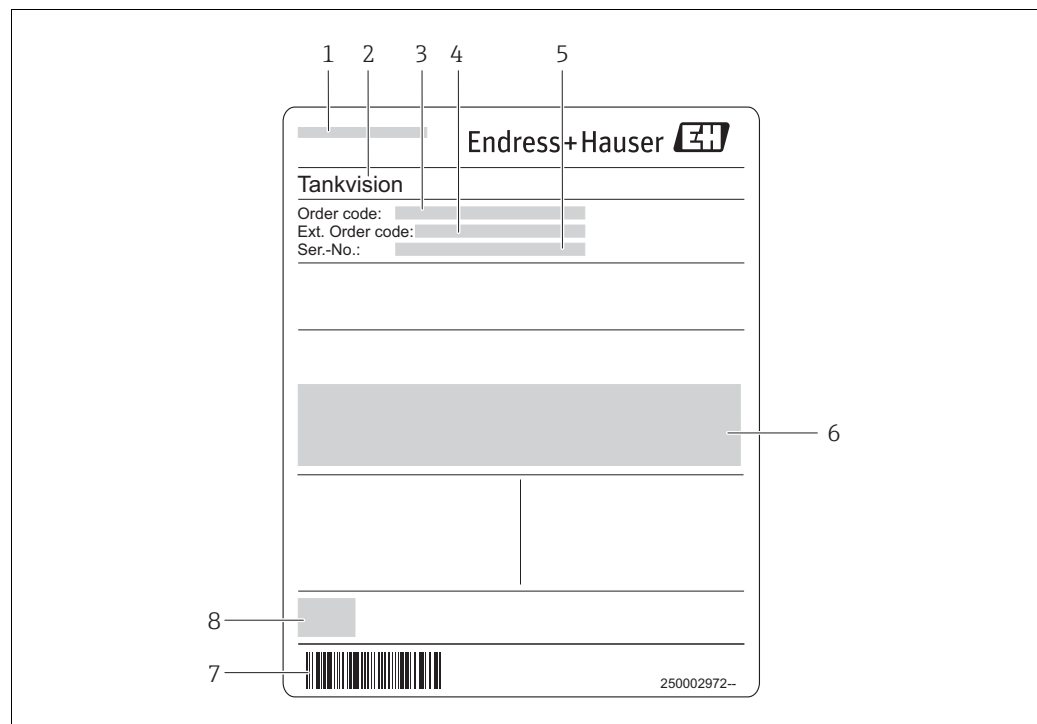 1 2 3 4 5
Endress+Hauser EH
Tankvision
Order code:
Ext. Order code:
Ser.-No.:
6
8
7
250002972--